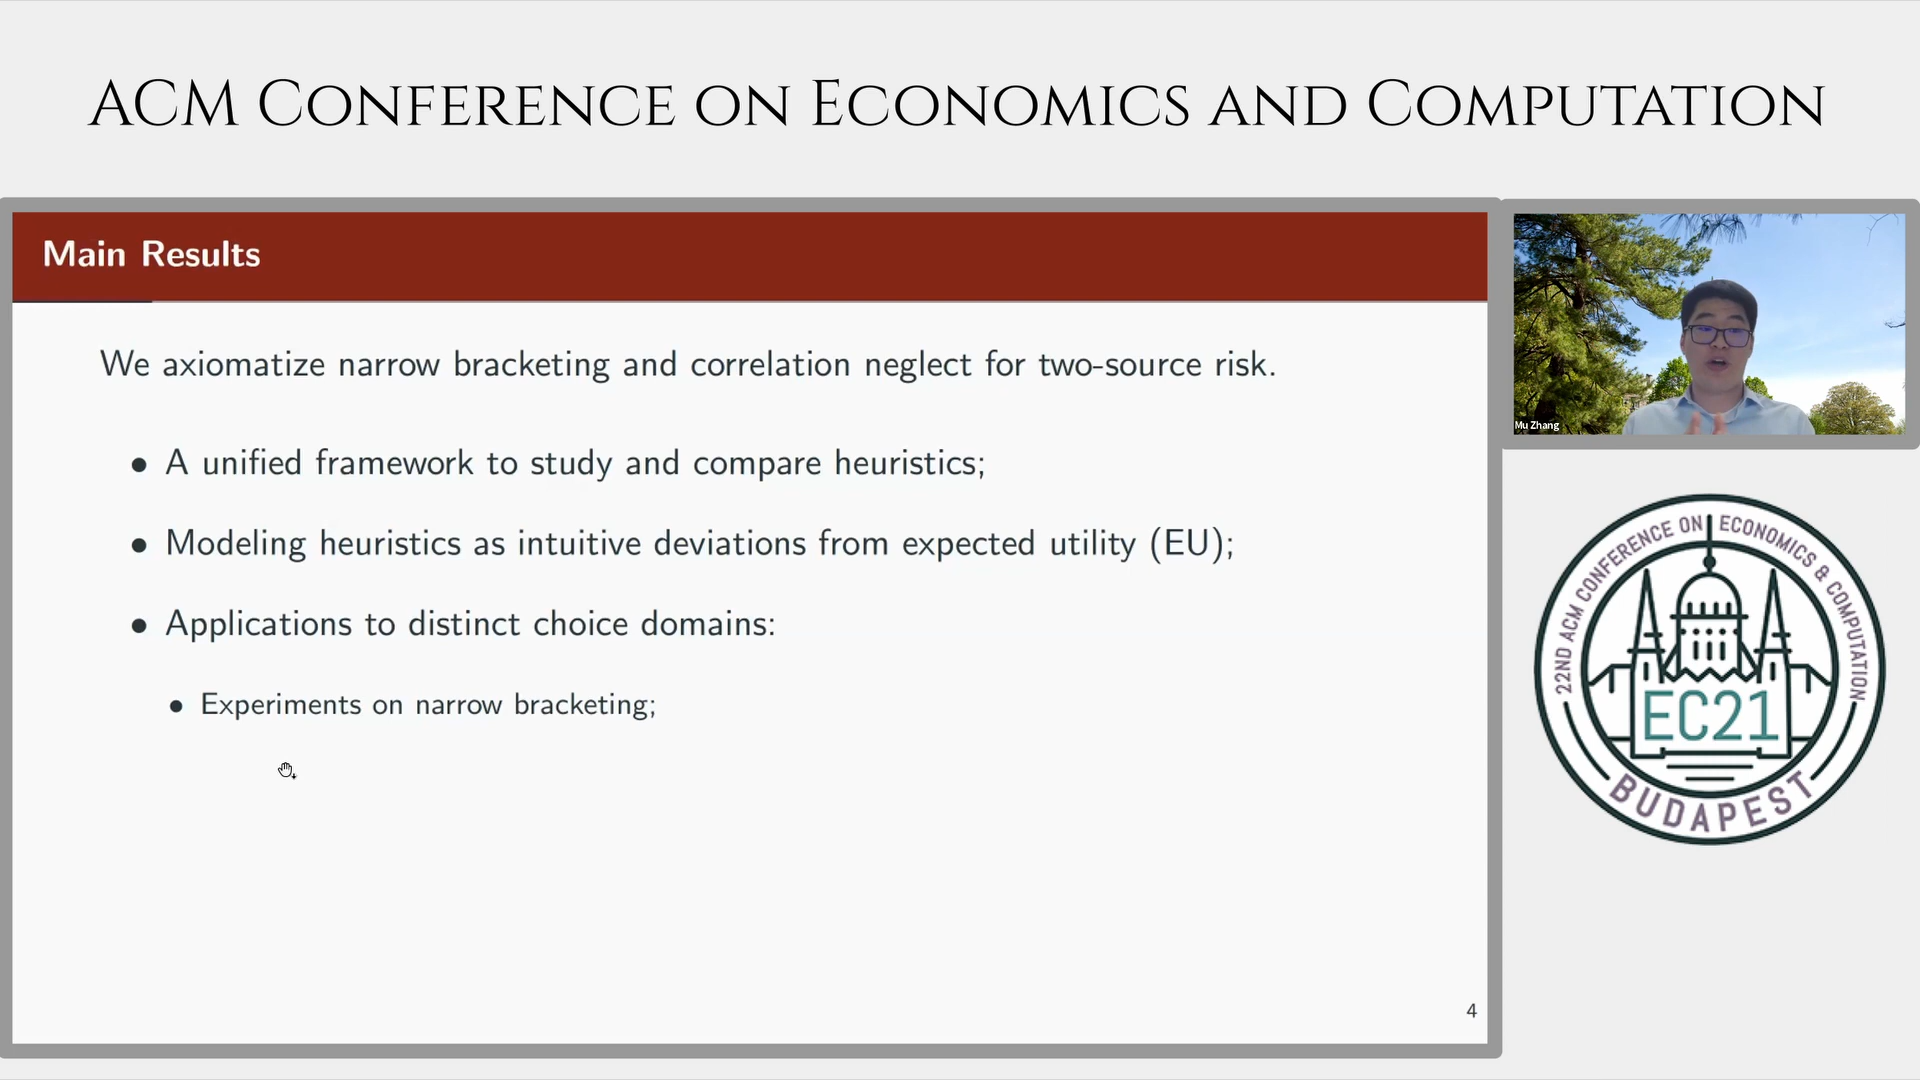 ACM CONFERENCE ON ECONOMICS AND COMPUTATION
Main Results
We axiomatize narrow bracketing and correlation neglect for two-source risk.
• A unified framework to study and compare heuristics;
• Modeling heuristics as intuitive deviations from expected utility (EU);
• Applications to distinct choice domains:
• Experiments on narrow bracketing;
4
Mu Zhang
22ND ACM CONFERENCE ON ECONOMICS & COMPUTATION
EC21
BUDAPEST